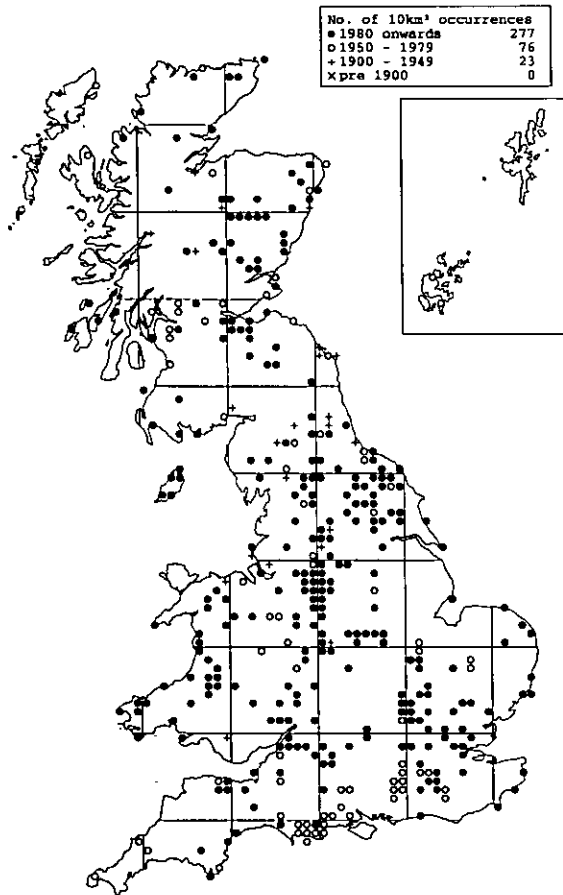 No. of 10km² occurrences
● 1980 onwards 277
○ 1950 - 1979 76
+ 1900 - 1949 23
x pre 1900 0